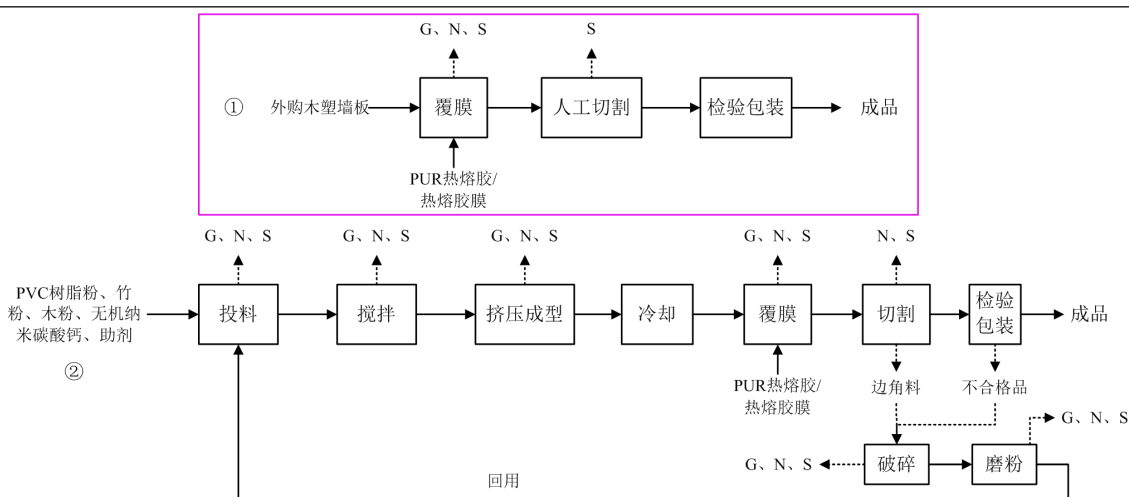 G、N、S
S
①
外购木塑墙板
覆膜
人工切割
检验包装
成品
PUR热熔胶/
热熔胶膜
G、N、S
G、N、S
G、N、S
G、N、S
N、S
PVC树脂粉、竹
粉、木粉、无机纳
米碳酸钙、助剂
投料
搅拌
挤压成型
冷却
覆膜
切割
检验
包装
成品
②
PUR热熔胶/
热熔胶膜
边角料
不合格品
G、N、S
G、N、S
破碎
磨粉
回用